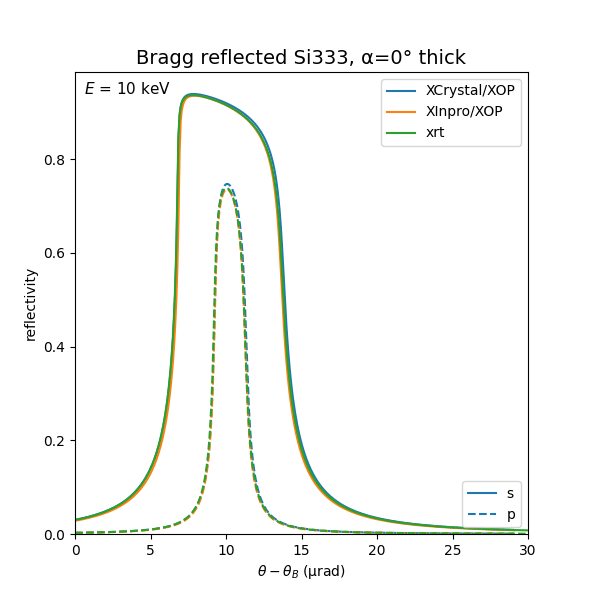 Bragg reflected Si333, α=0° thick
E = 10 keV
XCrystal/XOP
XInpro/XOP
xrt
reflectivity
0.8
0.6
0.4
0.2
0.0
s
p
0 5 10 15 20 25 30
θ − θB (μrad)